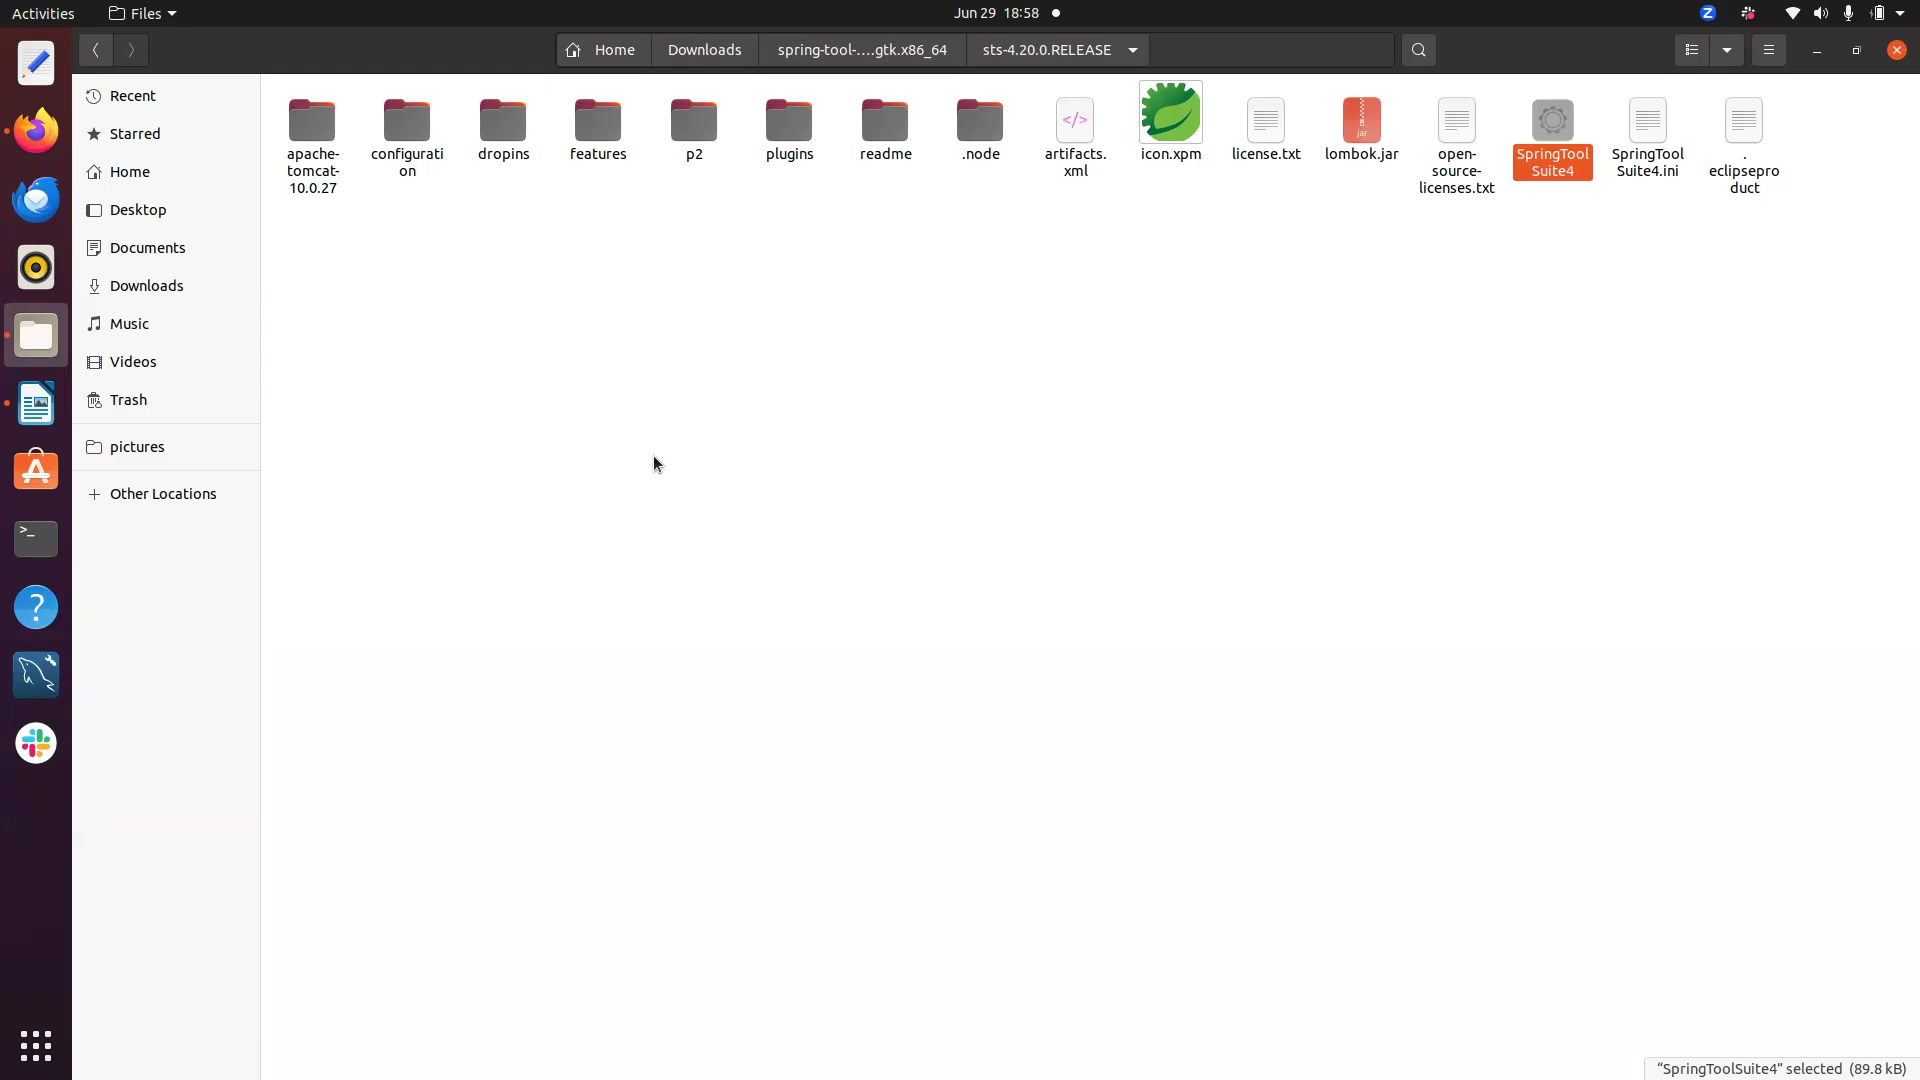 Activities
Files
Jun 29 18:58
Home
Downloads
spring-tool-....gtk.x86_64
sts-4.20.0.RELEASE
Recent
Starred
Home
Desktop
Documents
Downloads
Music
Videos
Trash
pictures
Other Locations
apache-
tomcat-
10.0.27
configurati
on
dropins
features
p2
plugins
readme
.node
artifacts.
xml
icon.xpm
license.txt
jar
lombok.jar
open-
source-
licenses.txt
SpringTool
Suite4
SpringTool
Suite4.ini
.
eclipsepro
duct
"SpringToolSuite4" selected (89.8 kB)